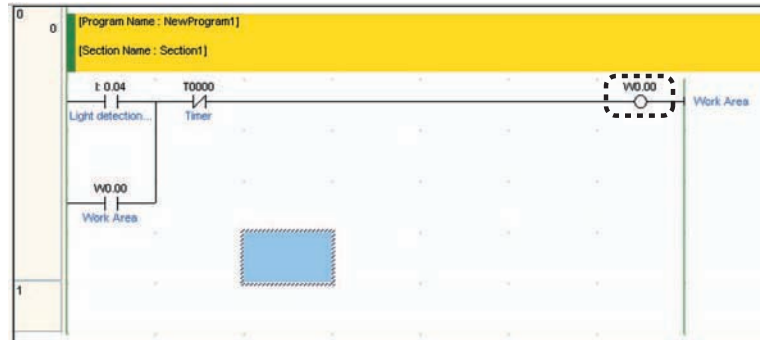 0
0
[Program Name : NewProgram1]
[Section Name : Section1]
I: 0.04
T0000
W0.00
Light detection...
Timer
Work Area
W0.00
Work Area
1